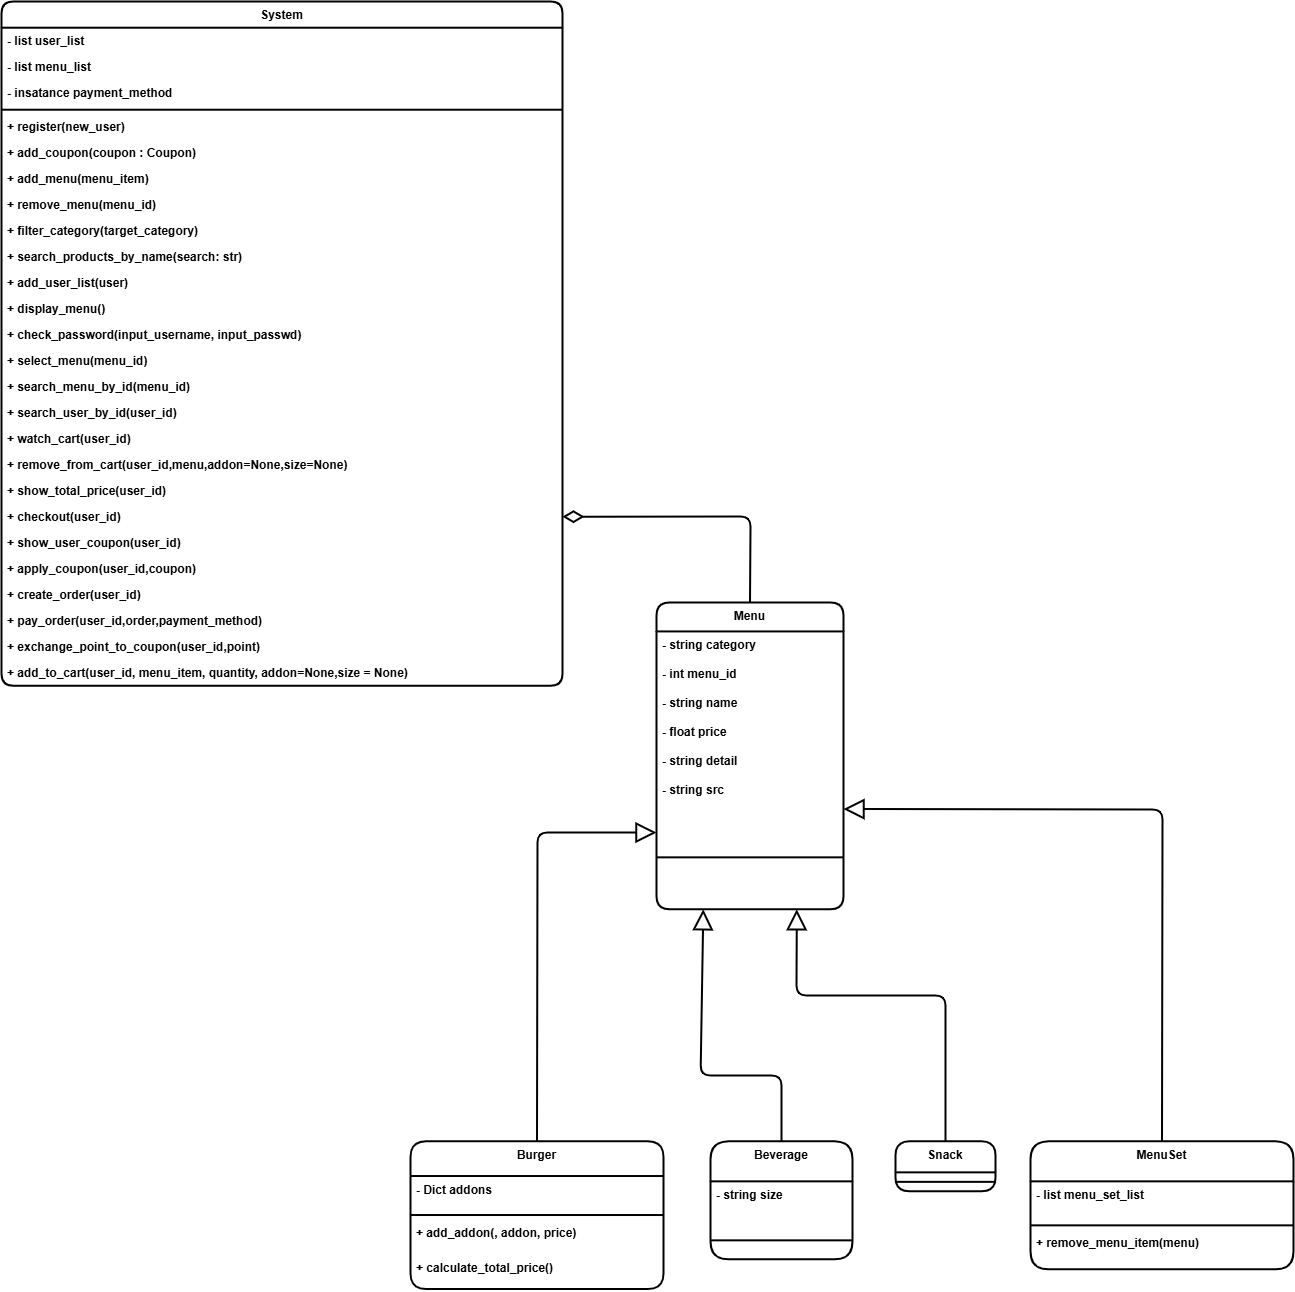 System
- list user_list
- list menu_list
- insatance payment_method
+ register(new_user)
+ add_coupon(coupon : Coupon)
+ add_menu(menu_item)
+ remove_menu(menu_id)
+ filter_category(target_category)
+ search_products_by_name(search: str)
+ add_user_list(user)
+ display_menu()
+ check_password(input_username, input_passwd)
+ select_menu(menu_id)
+ search_menu_by_id(menu_id)
+ search_user_by_id(user_id)
+ watch_cart(user_id)
+ remove_from_cart(user_id,menu,addon=None,size=None)
+ show_total_price(user_id)
+ checkout(user_id)
+ show_user_coupon(user_id)
+ apply_coupon(user_id,coupon)
+ create_order(user_id)
+ pay_order(user_id,order,payment_method)
+ exchange_point_to_coupon(user_id,point)
+ add_to_cart(user_id, menu_item, quantity, addon=None,size = None)
Menu
- string category
- int menu_id
- string name
- float price
- string detail
- string src
Burger
- Dict addons
+ add_addon(, addon, price)
+ calculate_total_price()
Beverage
- string size
Snack
MenuSet
- list menu_set_list
+ remove_menu_item(menu)